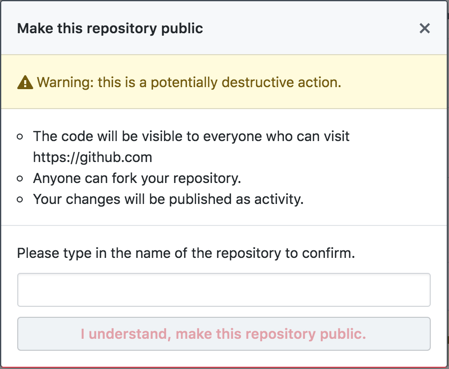 Make this repository public
Warning: this is a potentially destructive action.
The code will be visible to everyone who can visit
https://github.com
Anyone can fork your repository.
Your changes will be published as activity.
Please type in the name of the repository to confirm.
I understand, make this repository public.